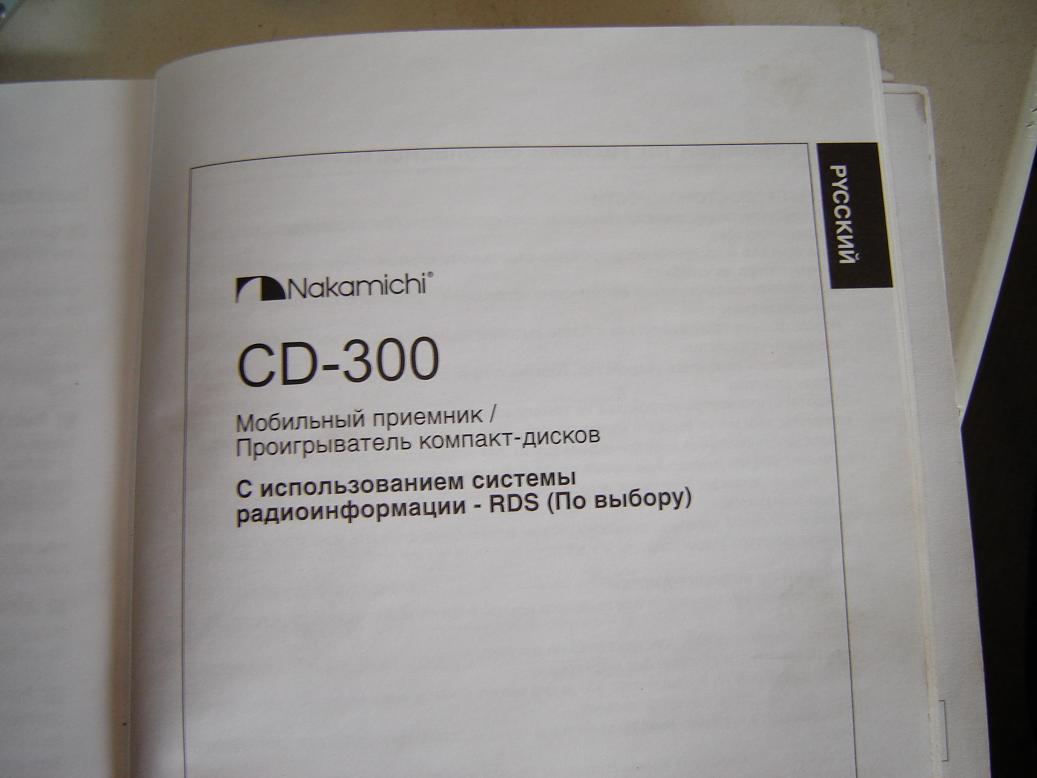 РУССКИЙ
Nakamichi®
CD-300
Мобильный приемник /
Проигрыватель компакт-дисков
С использованием системы
радиоинформации - RDS (По выбору)